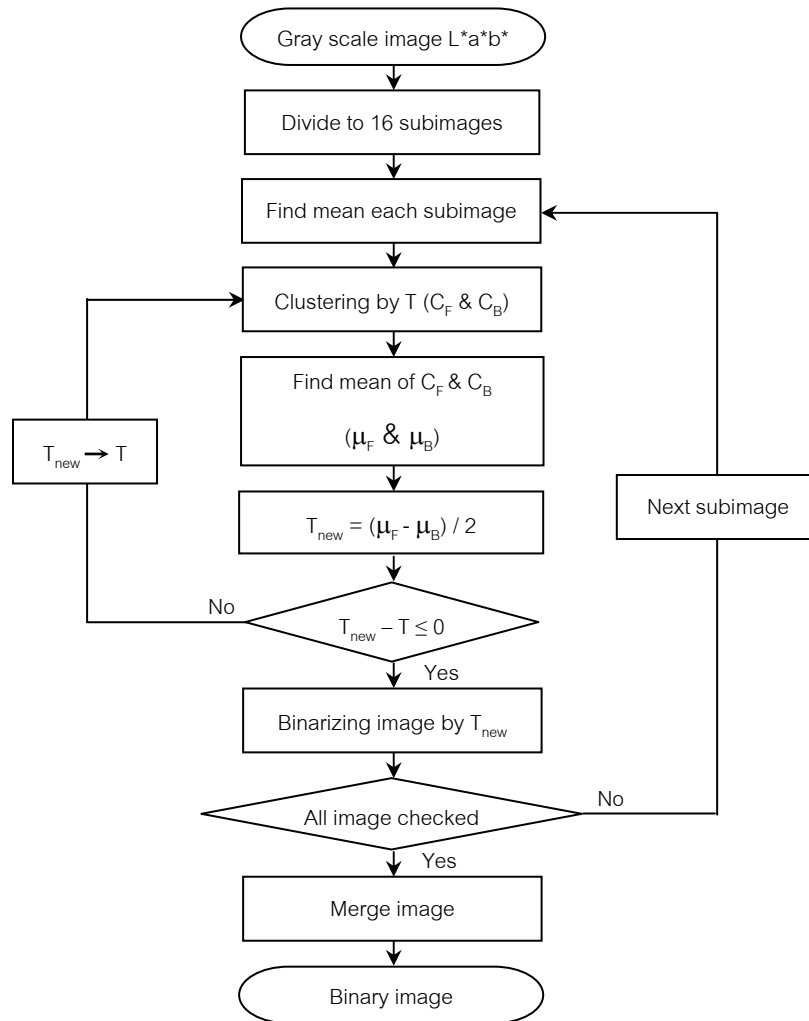 Gray scale image L*a*b*
Divide to 16 subimages
Find mean each subimage
Clustering by T (C_F & C_B)
Find mean of C_F & C_B
(μ_F & μ_B)
T_new → T
T_new = (μ_F - μ_B) / 2
Next subimage
No
T_new – T ≤ 0
Yes
Binarizing image by T_new
All image checked
No
Yes
Merge image
Binary image